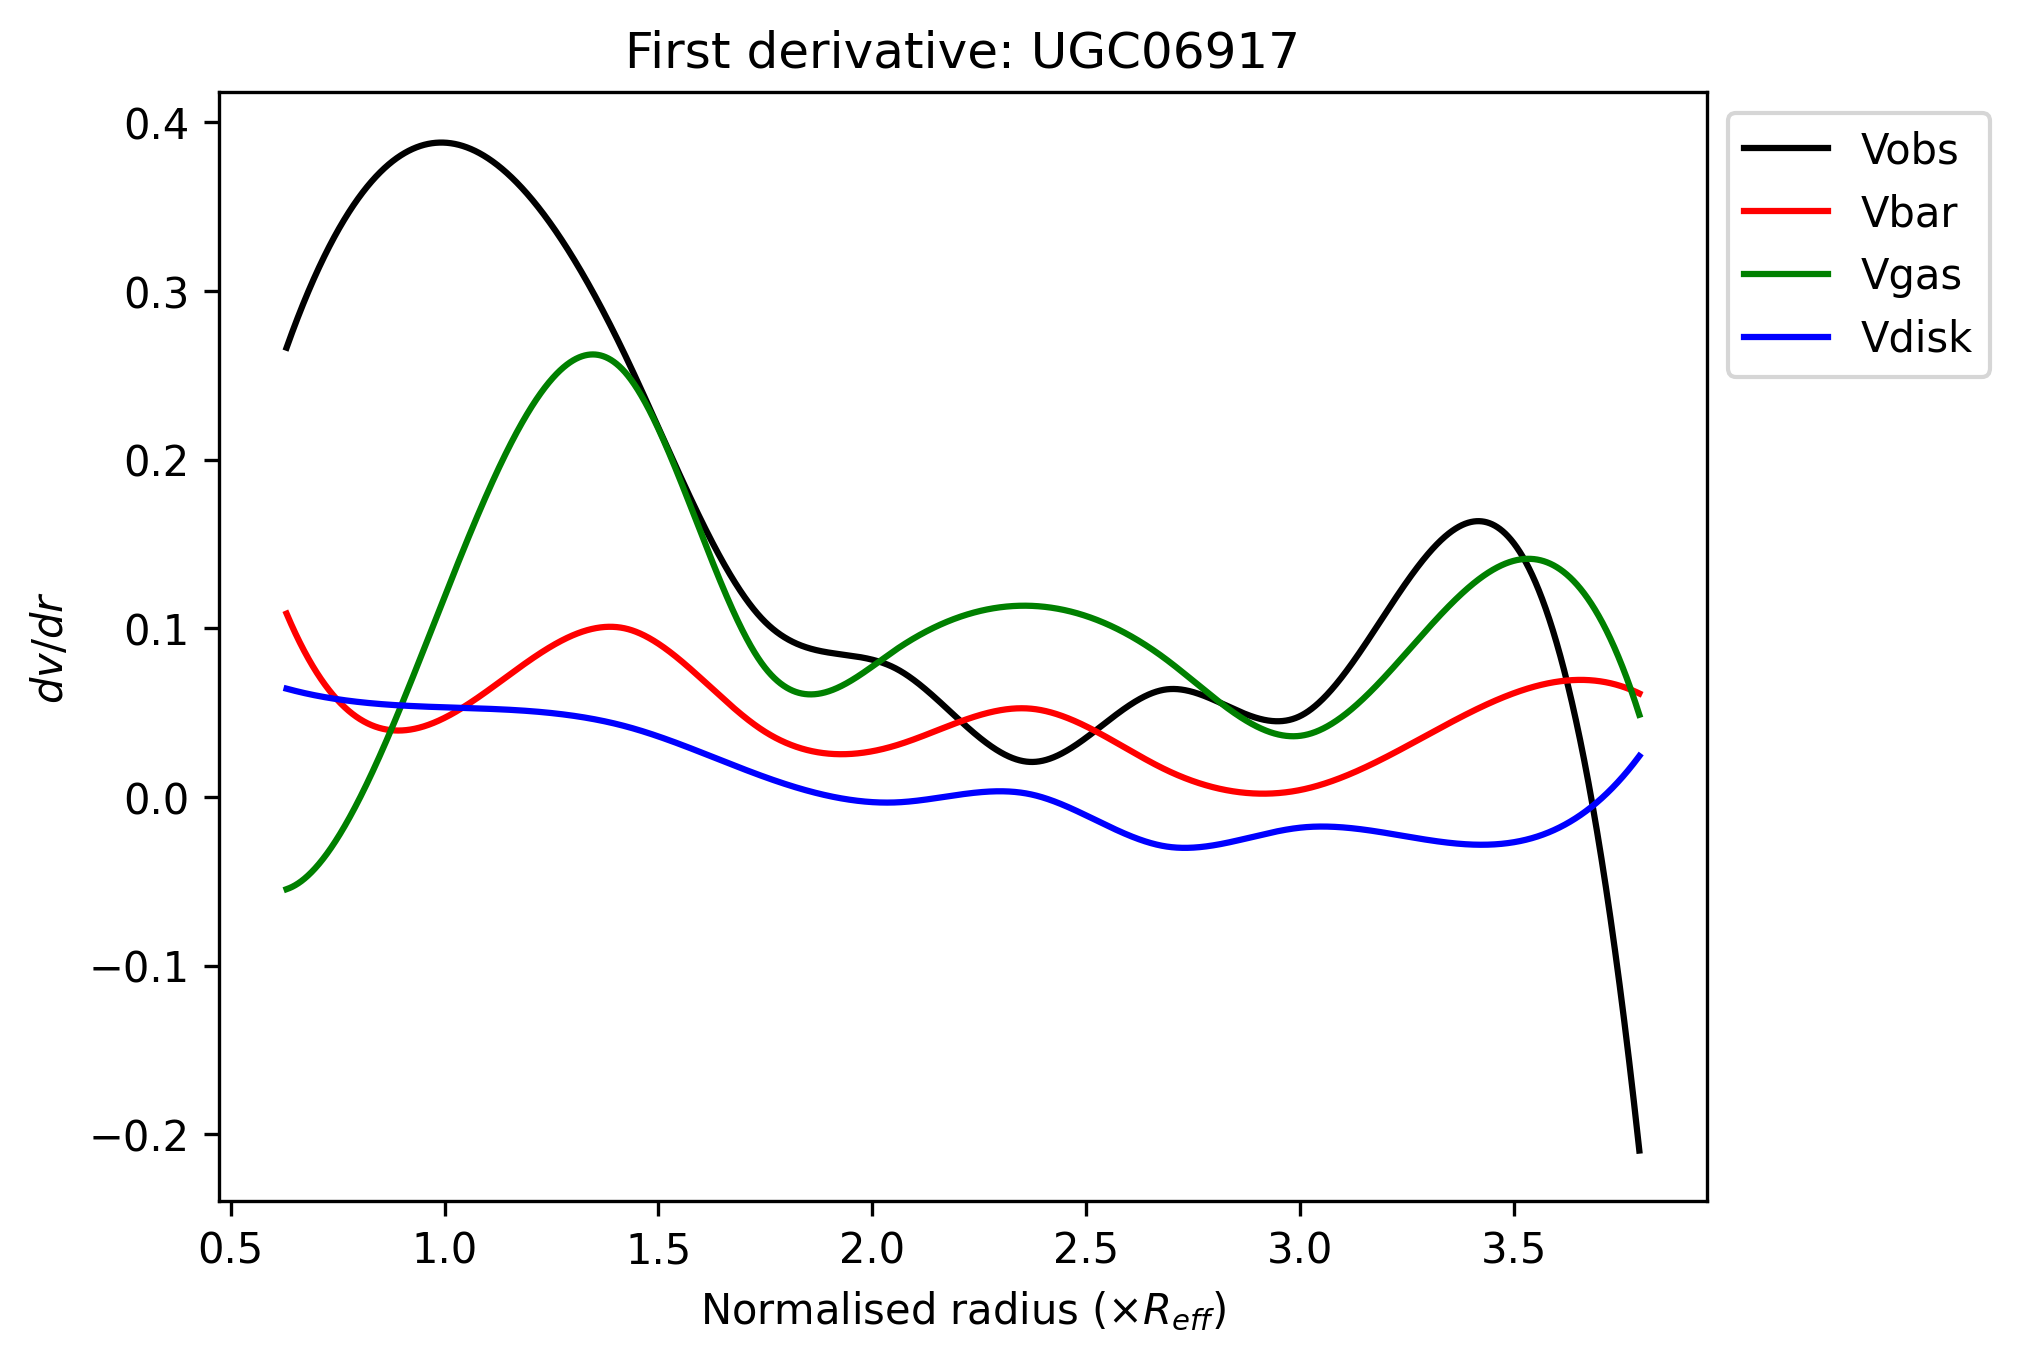 First derivative: UGC06917
0.4
0.3
0.2
0.1
0.0
−0.1
−0.2
dv/dr
0.5 1.0 1.5 2.0 2.5 3.0 3.5
Normalised radius (×R_eff)
Vobs
Vbar
Vgas
Vdisk